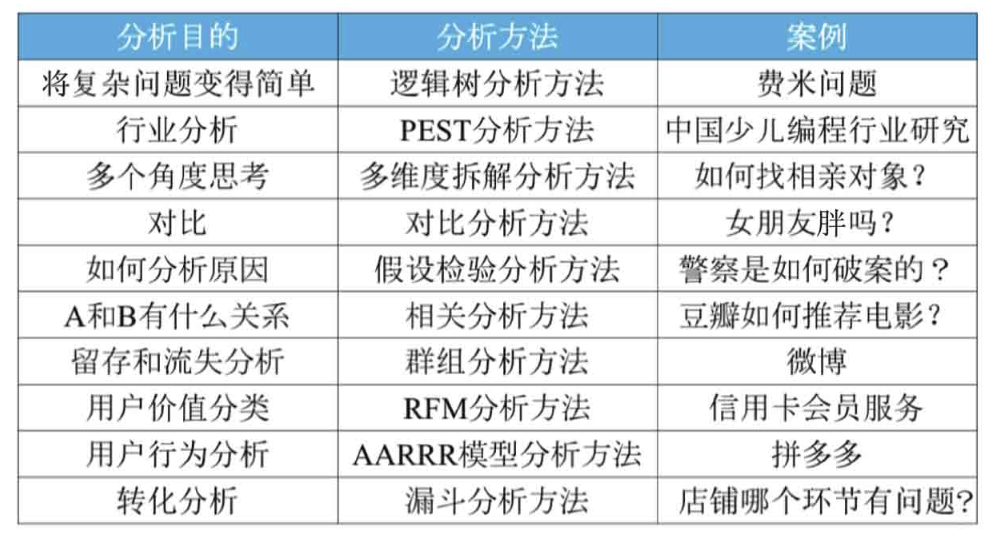 分析目的 分析方法 案例
将复杂问题变得简单 逻辑树分析方法 费米问题
行业分析 PEST分析方法 中国少儿编程行业研究
多个角度思考 多维度拆解分析方法 如何找相亲对象？
对比 对比分析方法 女朋友胖吗？
如何分析原因 假设检验分析方法 警察是如何破案的？
A和B有什么关系 相关分析方法 豆瓣如何推荐电影？
留存和流失分析 群组分析方法 微博
用户价值分类 RFM分析方法 信用卡会员服务
用户行为分析 AARRR模型分析方法 拼多多
转化分析 漏斗分析方法 店铺哪个环节有问题?